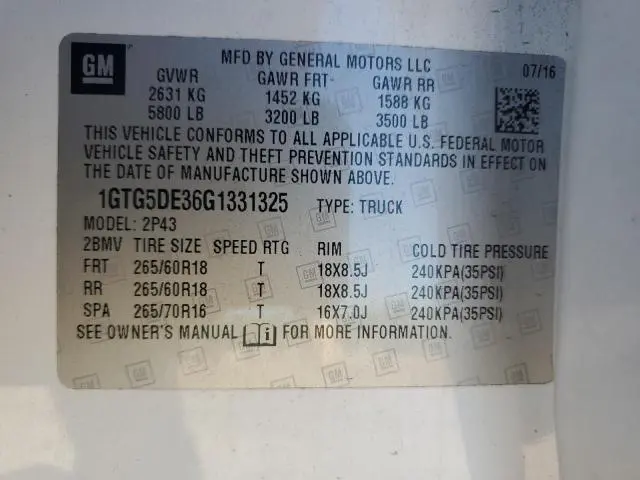 GM
MFD BY GENERAL MOTORS LLC
07/16
GVWR GAWR FRT GAWR RR
2631 KG 1452 KG 1588 KG
5800 LB 3200 LB 3500 LB
THIS VEHICLE CONFORMS TO ALL APPLICABLE U.S. FEDERAL MOTOR
VEHICLE SAFETY AND THEFT PREVENTION STANDARDS IN EFFECT ON
THE DATE OF MANUFACTURE SHOWN ABOVE.
1GTG5DE36G1331325 TYPE: TRUCK
MODEL: 2P43
2BMV TIRE SIZE SPEED RTG RIM COLD TIRE PRESSURE
FRT 265/60R18 T 18X8.5J 240KPA(35PSI)
RR 265/60R18 T 18X8.5J 240KPA(35PSI)
SPA 265/70R16 T 16X7.0J 240KPA(35PSI)
SEE OWNER'S MANUAL FOR MORE INFORMATION.